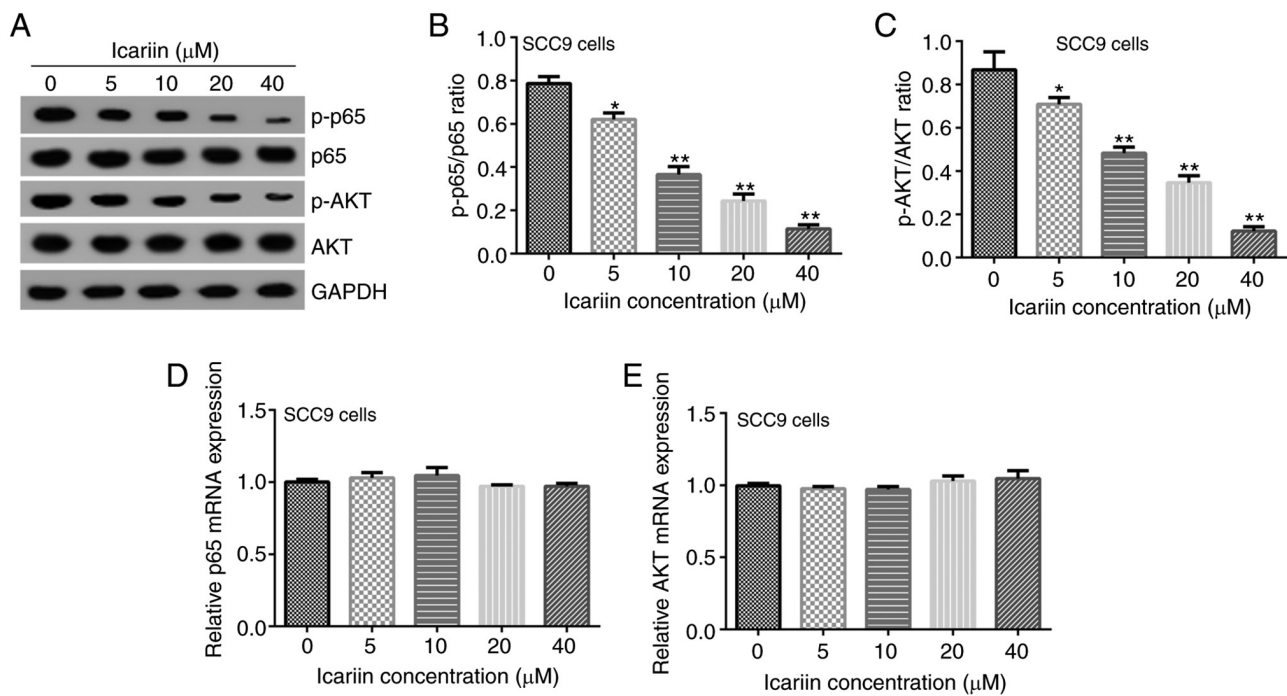 A
Icariin (μM)
0 5 10 20 40
p-p65
p65
p-AKT
AKT
GAPDH
B
SCC9 cells
p-p65/p65 ratio
1.0
0.8
0.6
0.4
0.2
0.0
*
**
**
**
0 5 10 20 40
Icariin concentration (μM)
C
SCC9 cells
p-AKT/AKT ratio
1.0
0.8
0.6
0.4
0.2
0.0
*
**
**
**
0 5 10 20 40
Icariin concentration (μM)
D
SCC9 cells
Relative p65 mRNA expression
1.5
1.0
0.5
0.0
0 5 10 20 40
Icariin concentration (μM)
E
SCC9 cells
Relative AKT mRNA expression
1.5
1.0
0.5
0.0
0 5 10 20 40
Icariin concentration (μM)